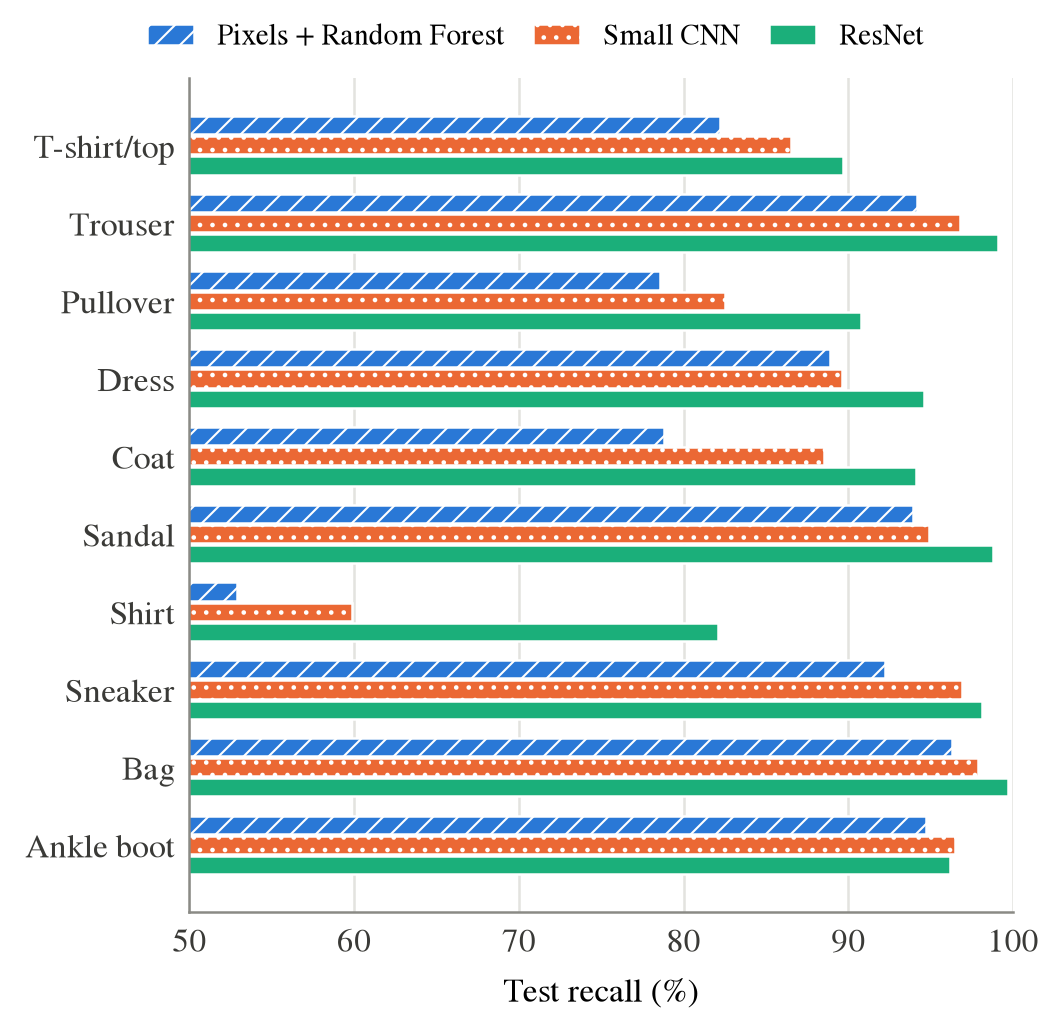 Pixels + Random Forest Small CNN ResNet
T-shirt/top
Trouser
Pullover
Dress
Coat
Sandal
Shirt
Sneaker
Bag
Ankle boot
50 60 70 80 90 100
Test recall (%)